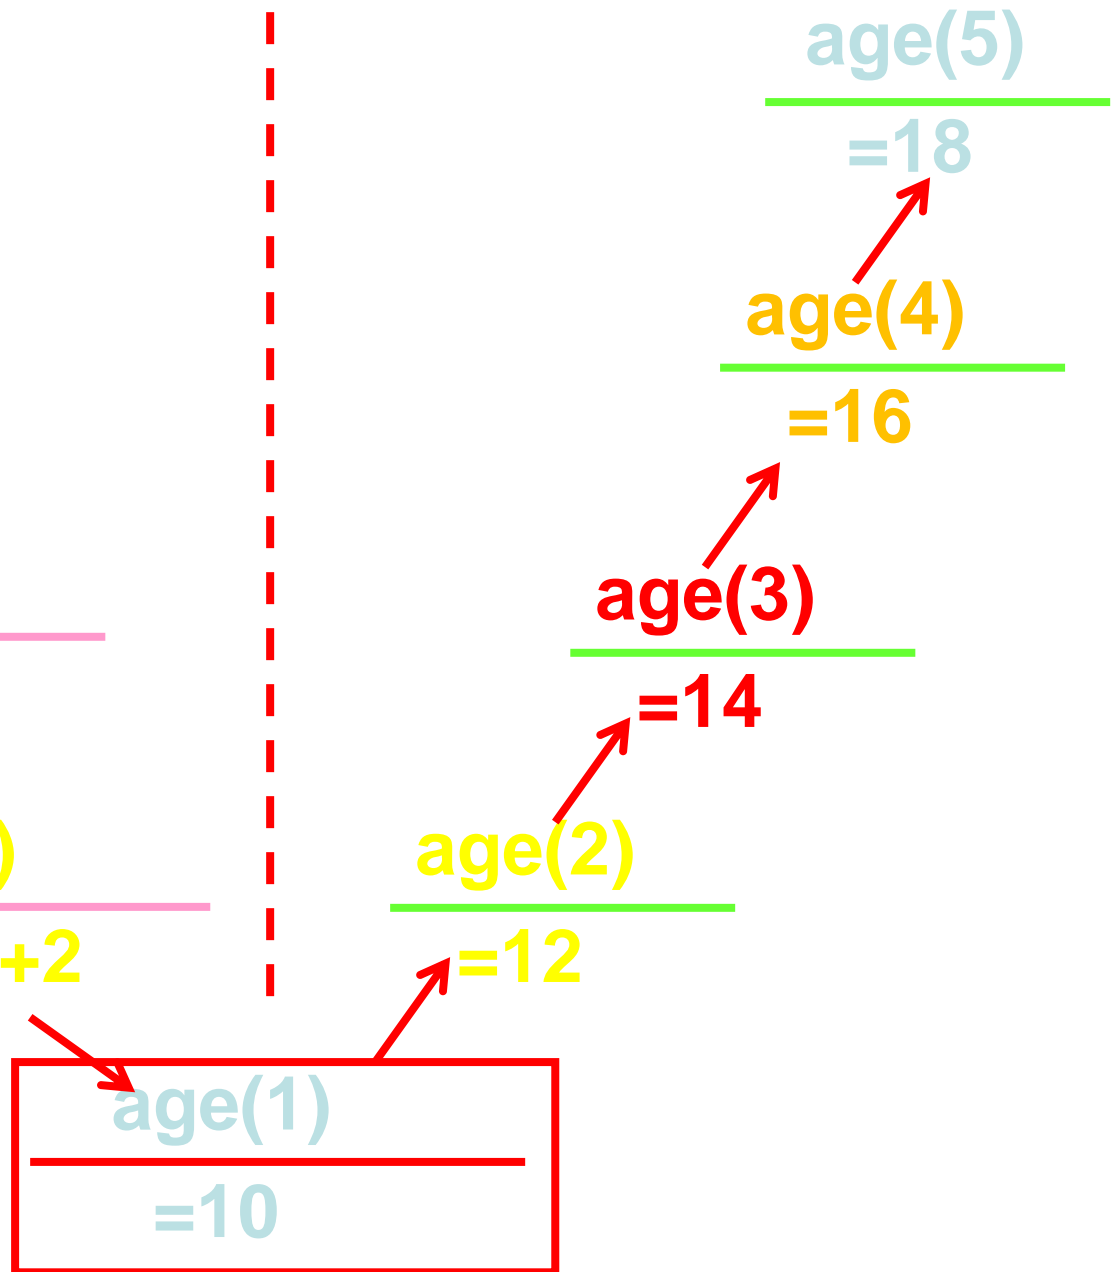 age(5)
=18
age(4)
=16
age(3)
=14
)
age(2)
+2
=12
age(1)
=10